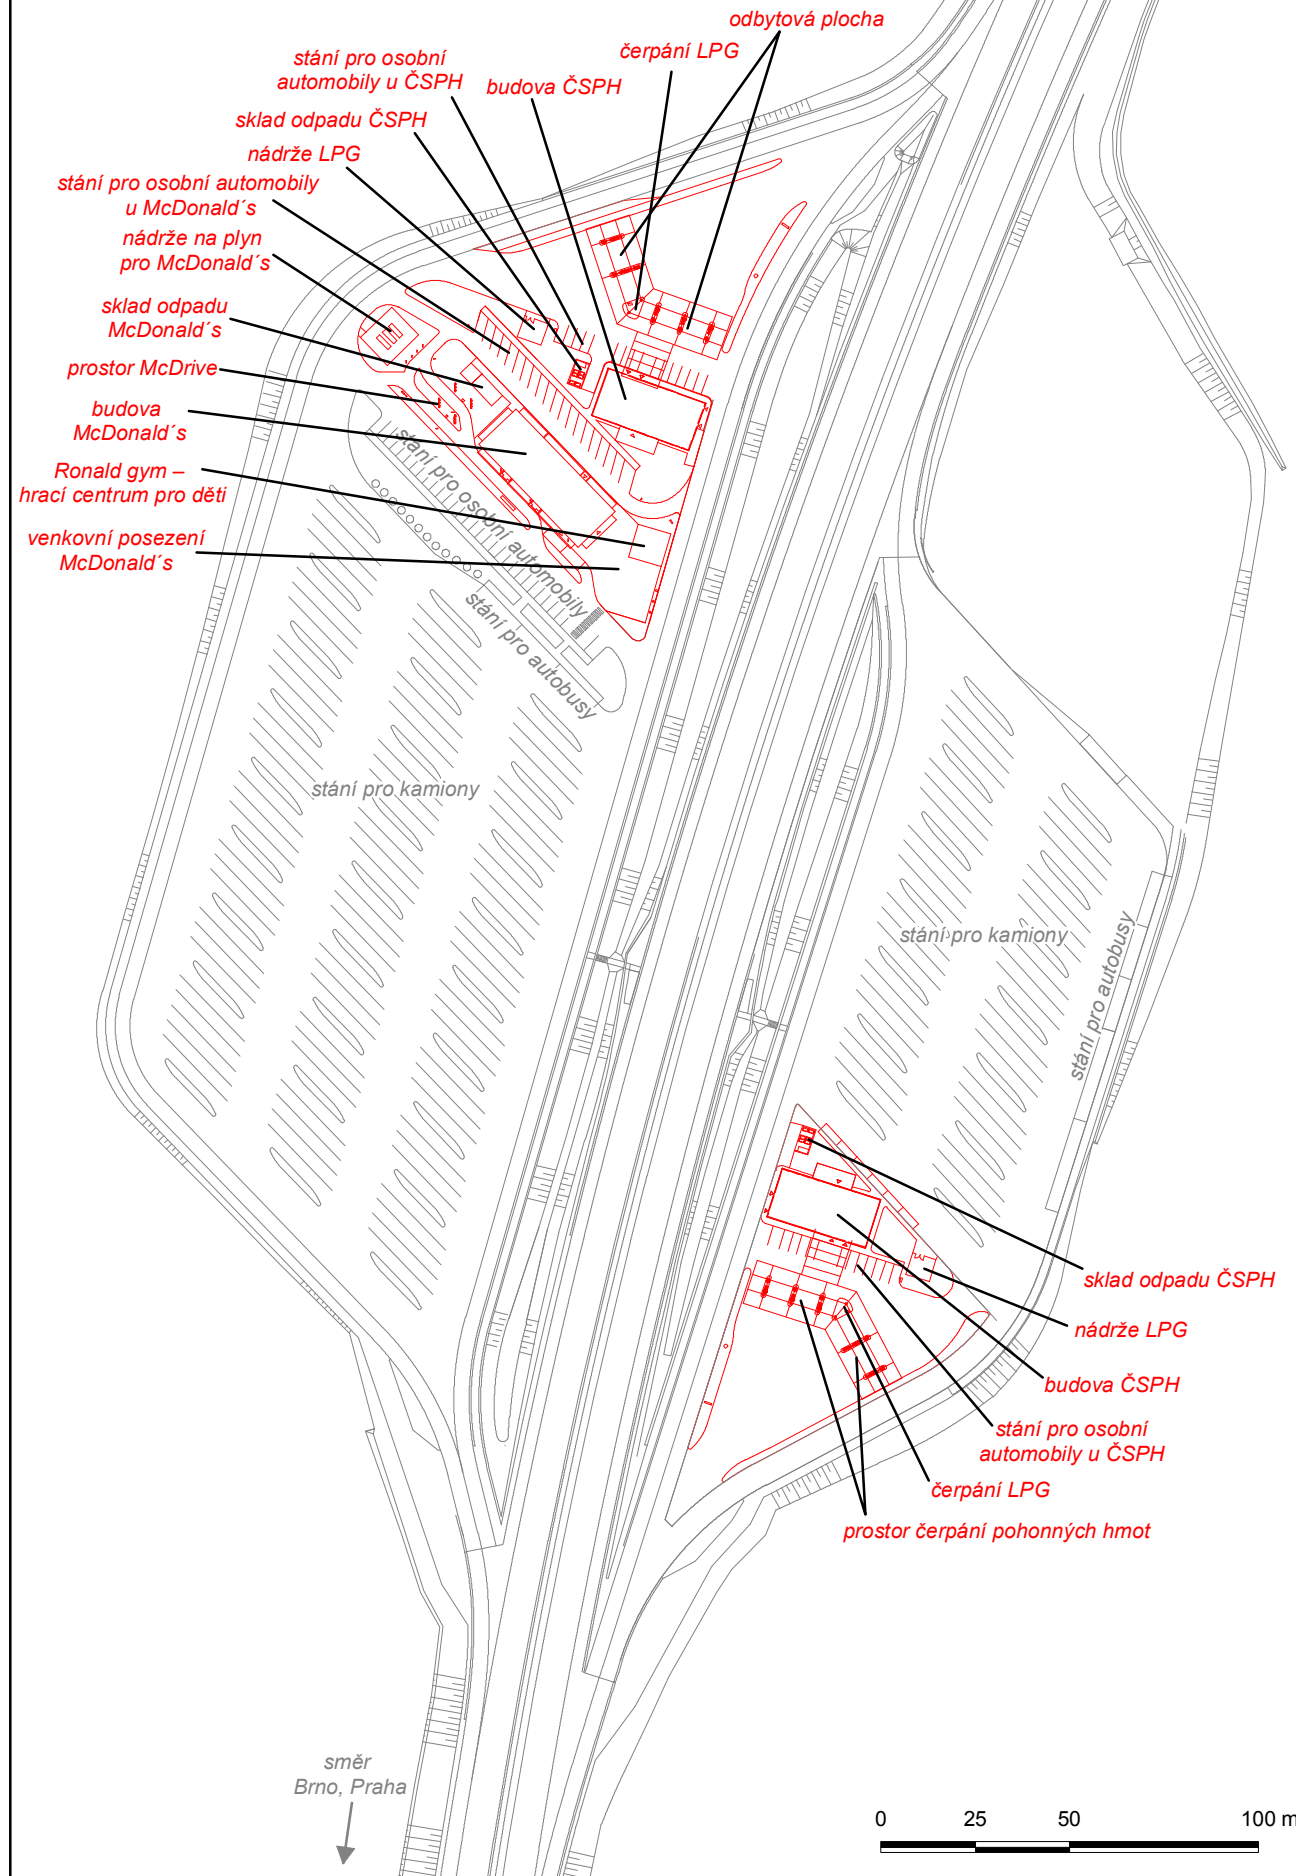 odbytová plocha
čerpání LPG
stání pro osobní
automobily u ČSPH
budova ČSPH
sklad odpadu ČSPH
nádrže LPG
stání pro osobní automobily
u McDonald´s
nádrže na plyn
pro McDonald´s
sklad odpadu
McDonald´s
prostor McDrive
budova
McDonald´s
Ronald gym –
hrací centrum pro děti
venkovní posezení
McDonald´s
stání pro osobní automobily
stání pro autobusy
stání pro kamiony
stání pro kamiony
stání pro autobusy
sklad odpadu ČSPH
nádrže LPG
budova ČSPH
stání pro osobní
automobily u ČSPH
čerpání LPG
prostor čerpání pohonných hmot
směr
Brno, Praha
0 25 50 100 m